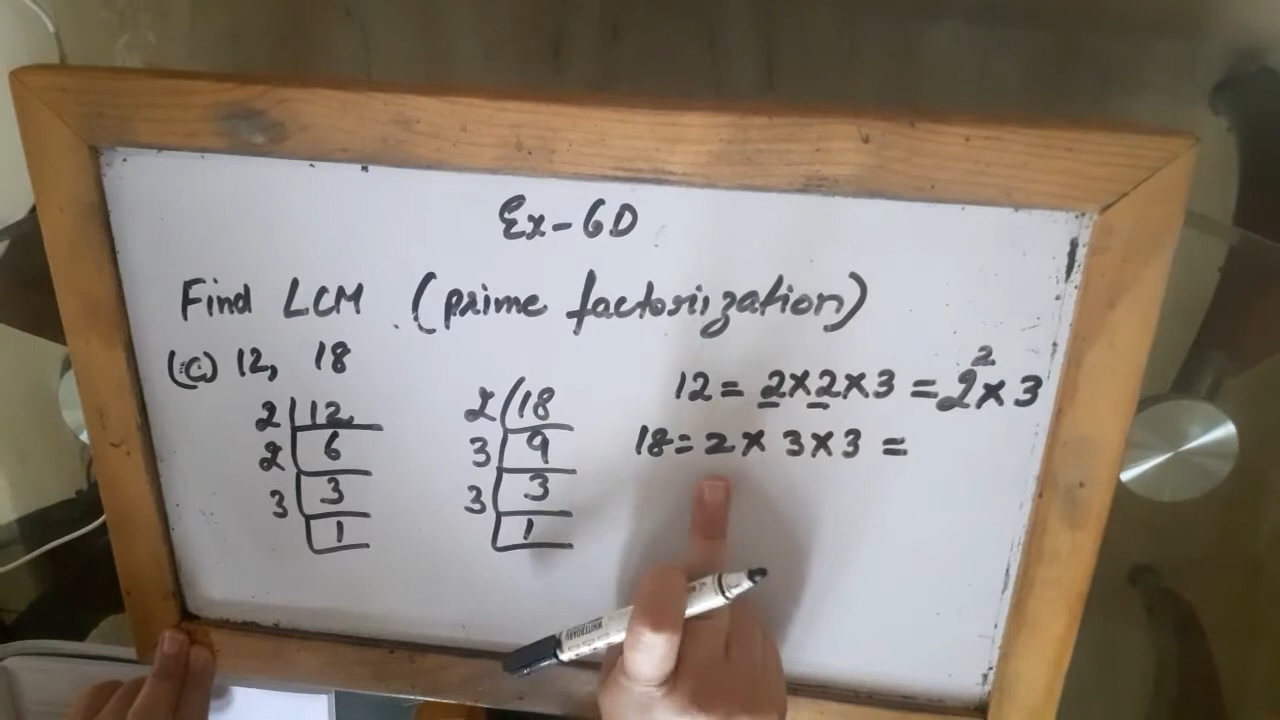 Ex-6D
Find LCM (prime factorization)
(c) 12, 18
2 12
2 6
3 3
1
2 18
3 9
3 3
1
12 = 2×2×3 = 2²×3
18 = 2× 3×3 =